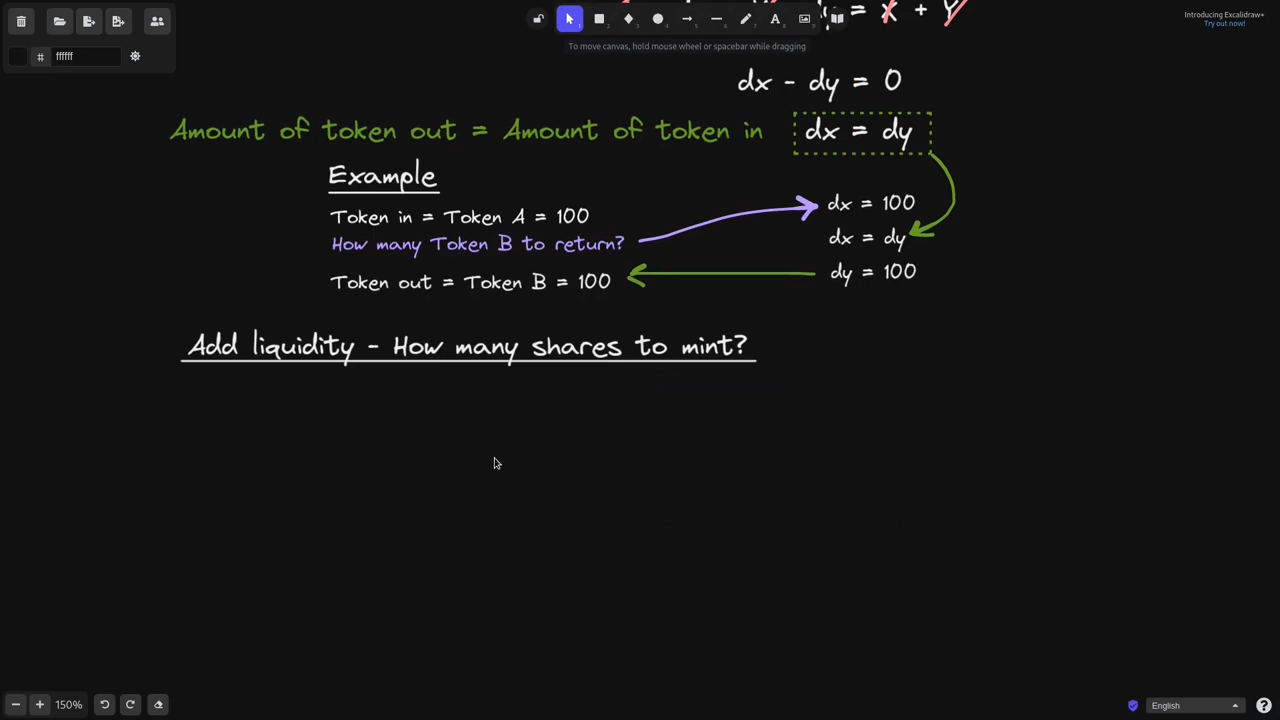 = X + Y
Introducing Excalidraw+
Try out now!
To move canvas, hold mouse wheel or spacebar while dragging
# ffffff
dx - dy = 0
Amount of token out = Amount of token in
dx = dy
Example
Token in = Token A = 100
How many Token B to return?
Token out = Token B = 100
dx = 100
dx = dy
dy = 100
Add liquidity - How many shares to mint?
150%
English